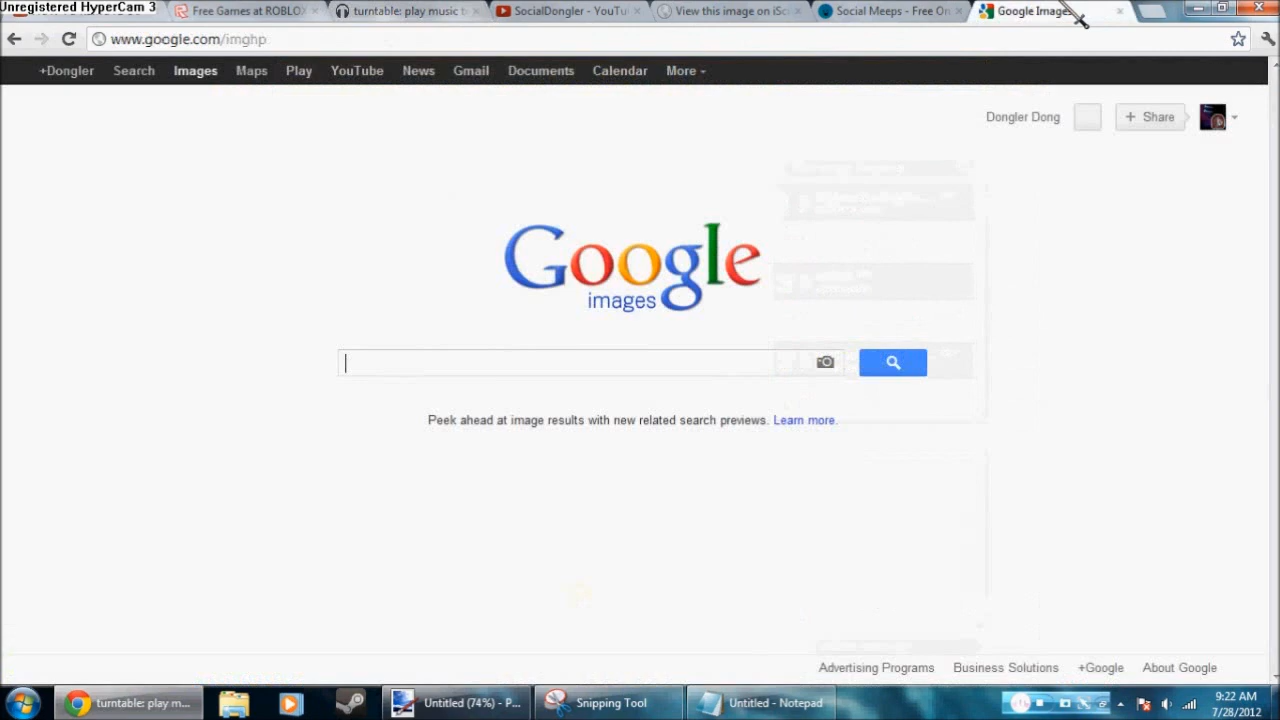 Unregistered HyperCam 3
Free Games at ROBLO
turntable: play music t
SocialDongler - YouTu
View this image on iSc
Social Meeps - Free On
Google Images
www.google.com/imghp
+Dongler Search Images Maps Play YouTube News Gmail Documents Calendar More
Dongler Dong
+ Share
Google
images
Peek ahead at image results with new related search previews. Learn more.
Advertising Programs Business Solutions +Google About Google
turntable: play m...
Untitled (74%) - P...
Snipping Tool
Untitled - Notepad
9:22 AM
7/28/2012